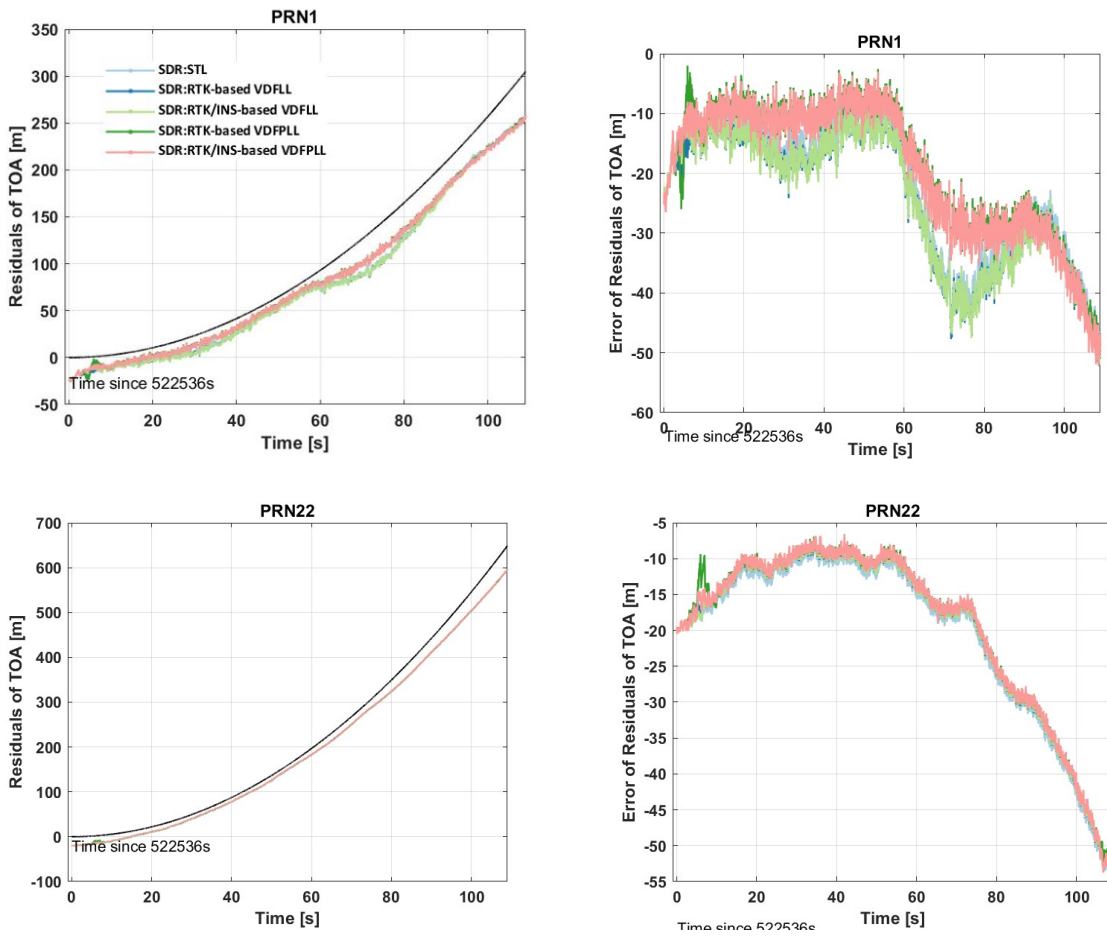 PRN1
350
300
250
200
150
100
50
0
-50
Residuals of TOA [m]
SDR:STL
SDR:RTK-based VDFLL
SDR:RTK/INS-based VDFLL
SDR:RTK-based VDFPLL
SDR:RTK/INS-based VDFPLL
Time since 522536s
0 20 40 60 80 100
Time [s]
PRN1
0
-10
-20
-30
-40
-50
-60
Error of Residuals of TOA [m]
0 20 40 60 80 100
Time since 522536s
Time [s]
PRN22
700
600
500
400
300
200
100
0
-100
Residuals of TOA [m]
Time since 522536s
0 20 40 60 80 100
Time [s]
PRN22
-5
-10
-15
-20
-25
-30
-35
-40
-45
-50
-55
Error of Residuals of TOA [m]
0 20 40 60 80 100
Time [s]
Time since 522536s